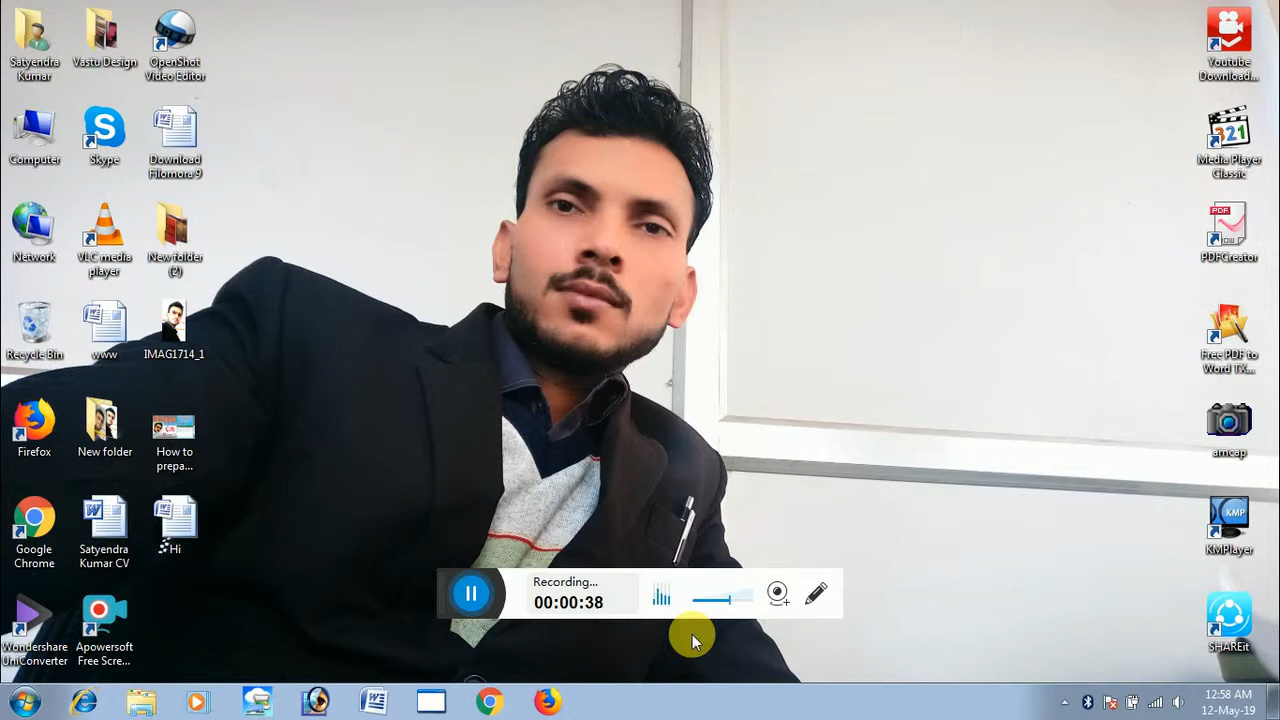 Satyendra
Kumar
Vastu Design
OpenShot
Video Editor
Computer
Skype
Download
Filomora 9
Network
VLC media
player
New folder
(2)
Recycle Bin
www
IMAG1714_1
Firefox
New folder
How to
prepa...
Google
Chrome
Satyendra
Kumar CV
Hi
Wondershare
UniConverter
Apowersoft
Free Scre...
Youtube
Download...
321
Media Player
Classic
PDF
PDFCreator
Free PDF to
Word TX...
amcap
KMP
KMPlayer
SHAREit
Recording...
00:00:38
12:58 AM
12-May-19